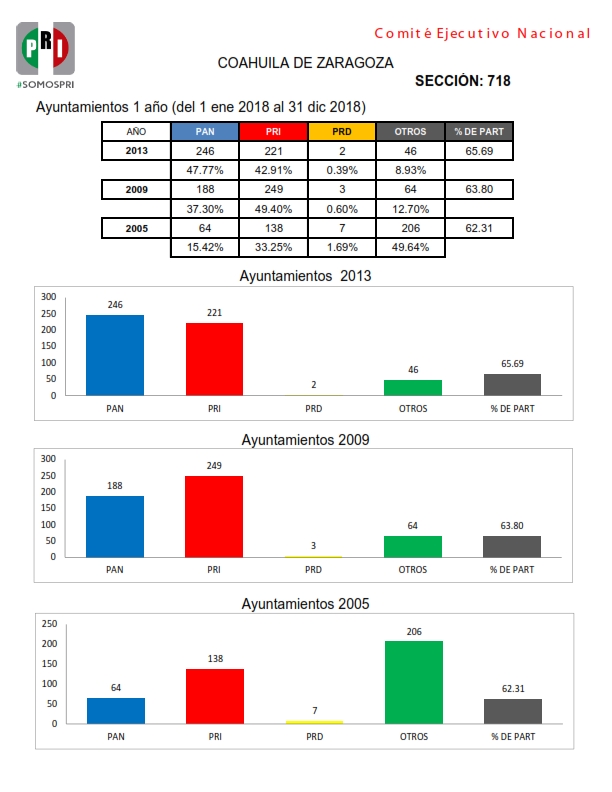 Comité Ejecutivo Nacional
PRI
#SOMOSPRI
COAHUILA DE ZARAGOZA
SECCIÓN: 718
Ayuntamientos 1 año (del 1 ene 2018 al 31 dic 2018)
AÑO PAN PRI PRD OTROS % DE PART
2013 246 221 2 46 65.69
47.77% 42.91% 0.39% 8.93%
2009 188 249 3 64 63.80
37.30% 49.40% 0.60% 12.70%
2005 64 138 7 206 62.31
15.42% 33.25% 1.69% 49.64%
Ayuntamientos 2013
300
250
200
150
100
50
0
246 221 2 46 65.69
PAN PRI PRD OTROS % DE PART
Ayuntamientos 2009
300
250
200
150
100
50
0
188 249 3 64 63.80
PAN PRI PRD OTROS % DE PART
Ayuntamientos 2005
250
200
150
100
50
0
64 138 7 206 62.31
PAN PRI PRD OTROS % DE PART